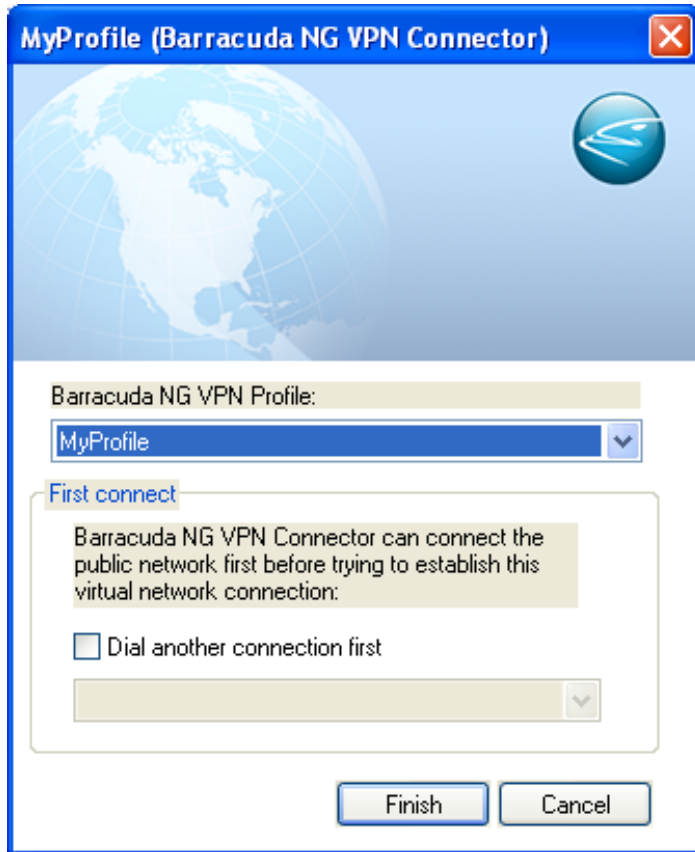 MyProfile (Barracuda NG VPN Connector)
Barracuda NG VPN Profile:
MyProfile
First connect
Barracuda NG VPN Connector can connect the
public network first before trying to establish this
virtual network connection:
Dial another connection first
Finish
Cancel